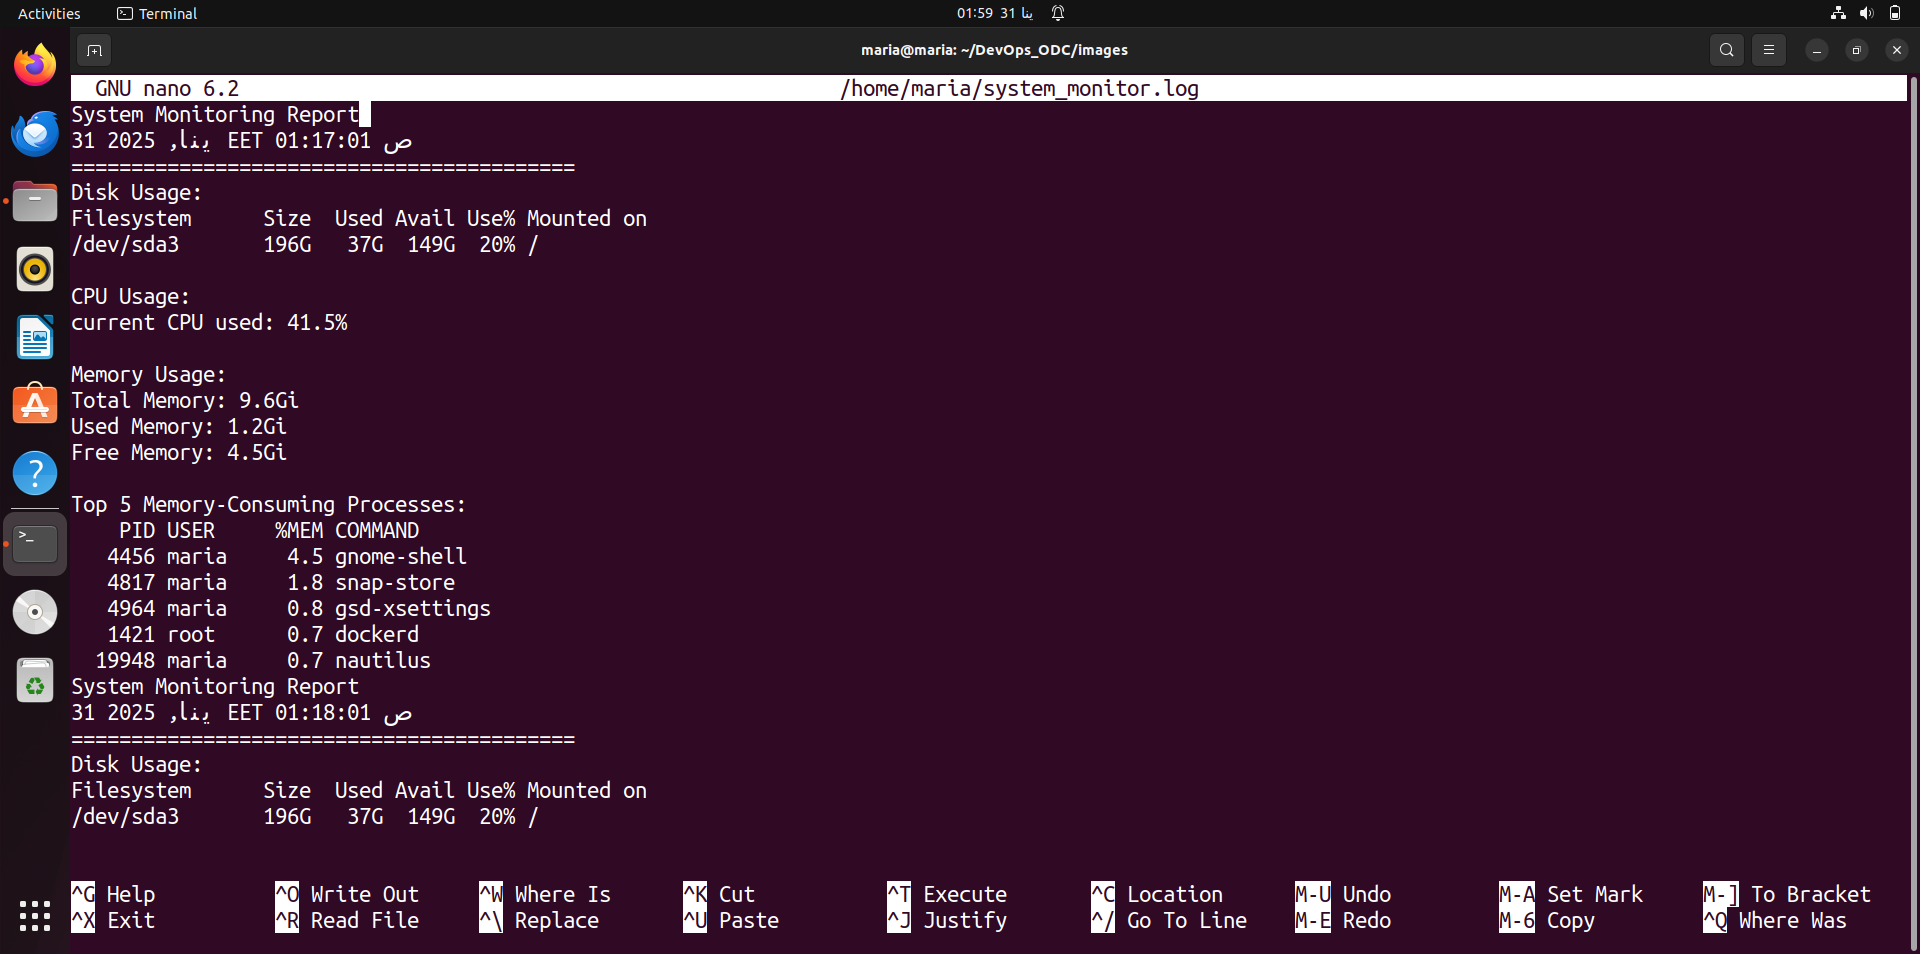 Activities
Terminal
01:59 31 ينا
maria@maria: ~/DevOps_ODC/images
GNU nano 6.2 /home/maria/system_monitor.log
System Monitoring Report
31 2025 ,ينا EET 01:17:01 ص
==========================================
Disk Usage:
Filesystem      Size  Used Avail Use% Mounted on
/dev/sda3       196G   37G  149G  20% /
CPU Usage:
current CPU used: 41.5%
Memory Usage:
Total Memory: 9.6Gi
Used Memory: 1.2Gi
Free Memory: 4.5Gi
Top 5 Memory-Consuming Processes:
    PID USER     %MEM COMMAND
   4456 maria     4.5 gnome-shell
   4817 maria     1.8 snap-store
   4964 maria     0.8 gsd-xsettings
   1421 root      0.7 dockerd
  19948 maria     0.7 nautilus
System Monitoring Report
31 2025 ,ينا EET 01:18:01 ص
==========================================
Disk Usage:
Filesystem      Size  Used Avail Use% Mounted on
/dev/sda3       196G   37G  149G  20% /
^G Help ^O Write Out ^W Where Is ^K Cut ^T Execute ^C Location M-U Undo M-A Set Mark M-] To Bracket
^X Exit ^R Read File ^\ Replace ^U Paste ^J Justify ^/ Go To Line M-E Redo M-6 Copy ^Q Where Was